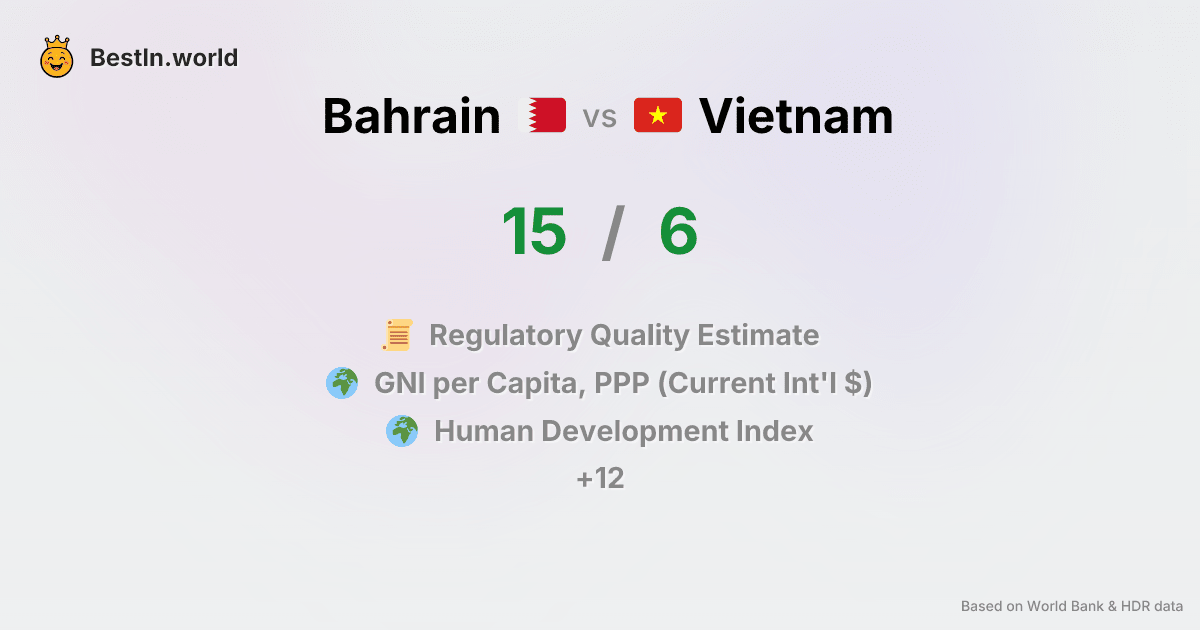 BestIn.world
Bahrain vs Vietnam
15 / 6
Regulatory Quality Estimate
GNI per Capita, PPP (Current Int'l $)
Human Development Index
+12
Based on World Bank & HDR data